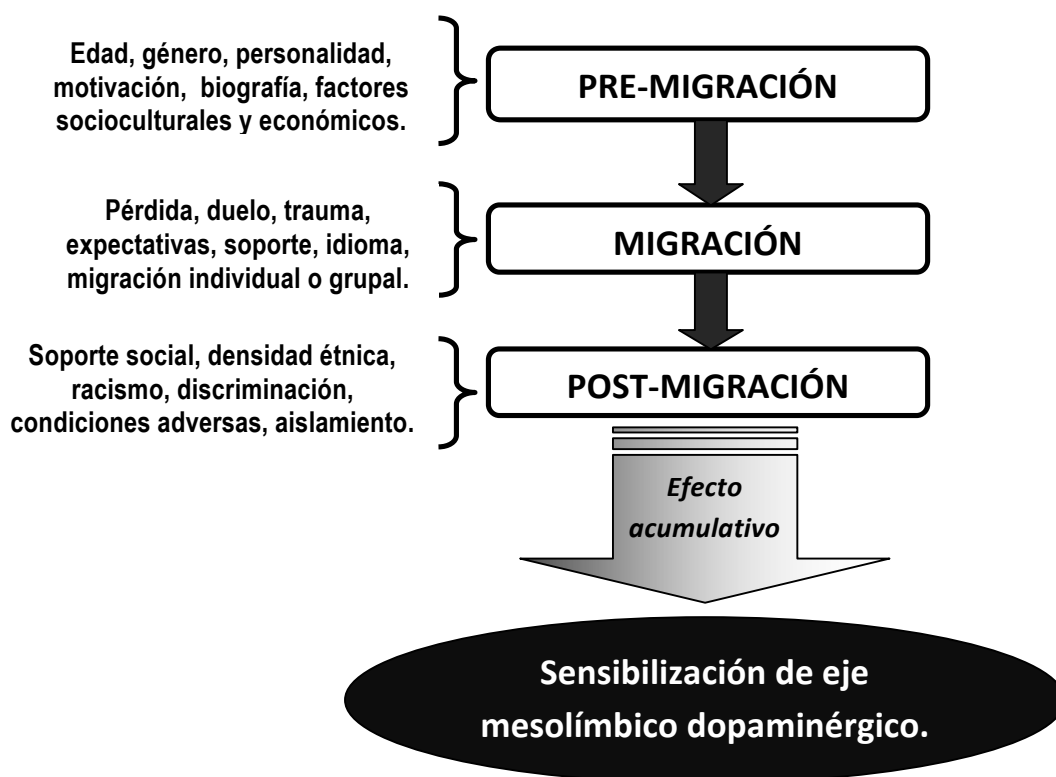 Edad, género, personalidad,
motivación, biografía, factores
socioculturales y económicos.
PRE-MIGRACIÓN
Pérdida, duelo, trauma,
expectativas, soporte, idioma,
migración individual o grupal.
MIGRACIÓN
Soporte social, densidad étnica,
racismo, discriminación,
condiciones adversas, aislamiento.
POST-MIGRACIÓN
Efecto
acumulativo
Sensibilización de eje
mesolímbico dopaminérgico.